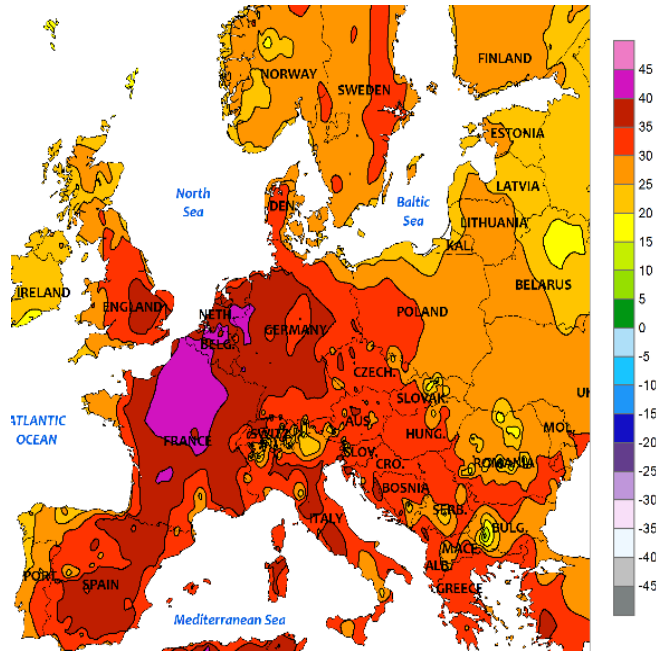 NORWAY
SWEDEN
FINLAND
ESTONIA
LATVIA
North
Sea
DEN.
Baltic
Sea
LITHUANIA
KAL.
BELARUS
IRELAND
ENGLAND
NETH.
BELG.
GERMANY
POLAND
CZECH.
SLOVAK.
UK
ATLANTIC
OCEAN
FRANCE
SWITZ.
AUS.
HUNG.
MOL.
SLOV.
CRO.
ROMANIA
BOSNIA
SERB.
ITALY
BULG.
MACE.
ALB.
PORT.
SPAIN
GREECE
Mediterranean Sea
45
40
35
30
25
20
15
10
5
0
-5
-10
-15
-20
-25
-30
-35
-40
-45